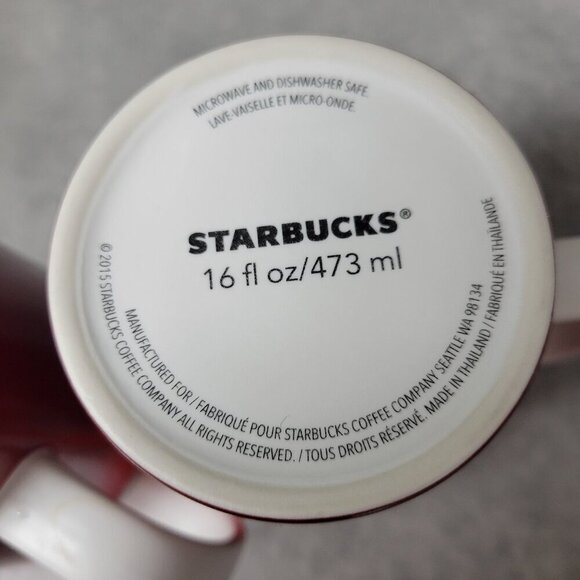 MICROWAVE AND DISHWASHER SAFE.
LAVE-VAISELLE ET MICRO-ONDE.
STARBUCKS®
16 fl oz/473 ml
MANUFACTURED FOR / FABRIQUÉ POUR STARBUCKS COFFEE COMPANY SEATTLE WA 98134
© 2015 STARBUCKS COFFEE COMPANY ALL RIGHTS RESERVED. / TOUS DROITS RÉSERVÉ. MADE IN THAILAND / FABRIQUÉ EN THAÏLANDE